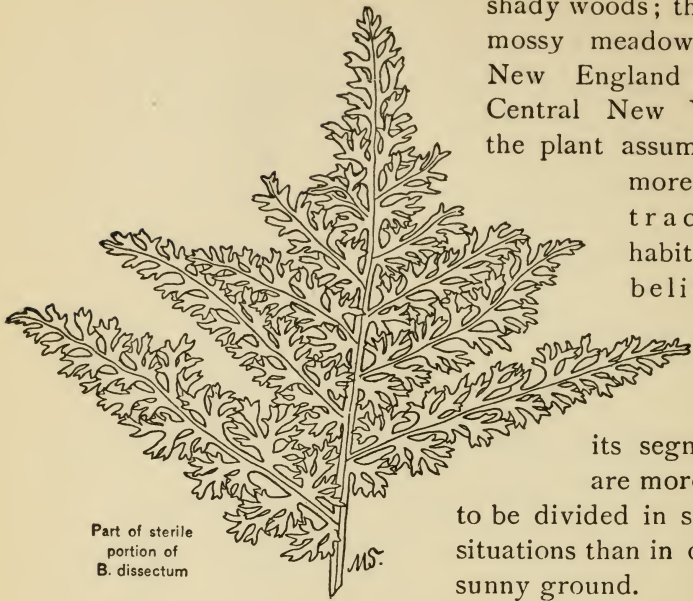 shady woods; th
mossy meadow
New England
Central New
the plant assum
more
trac
habit
beli
its seg
are more
to be divided in s
situations than in
sunny ground.
Part of sterile
portion of
B. dissectum
MS.